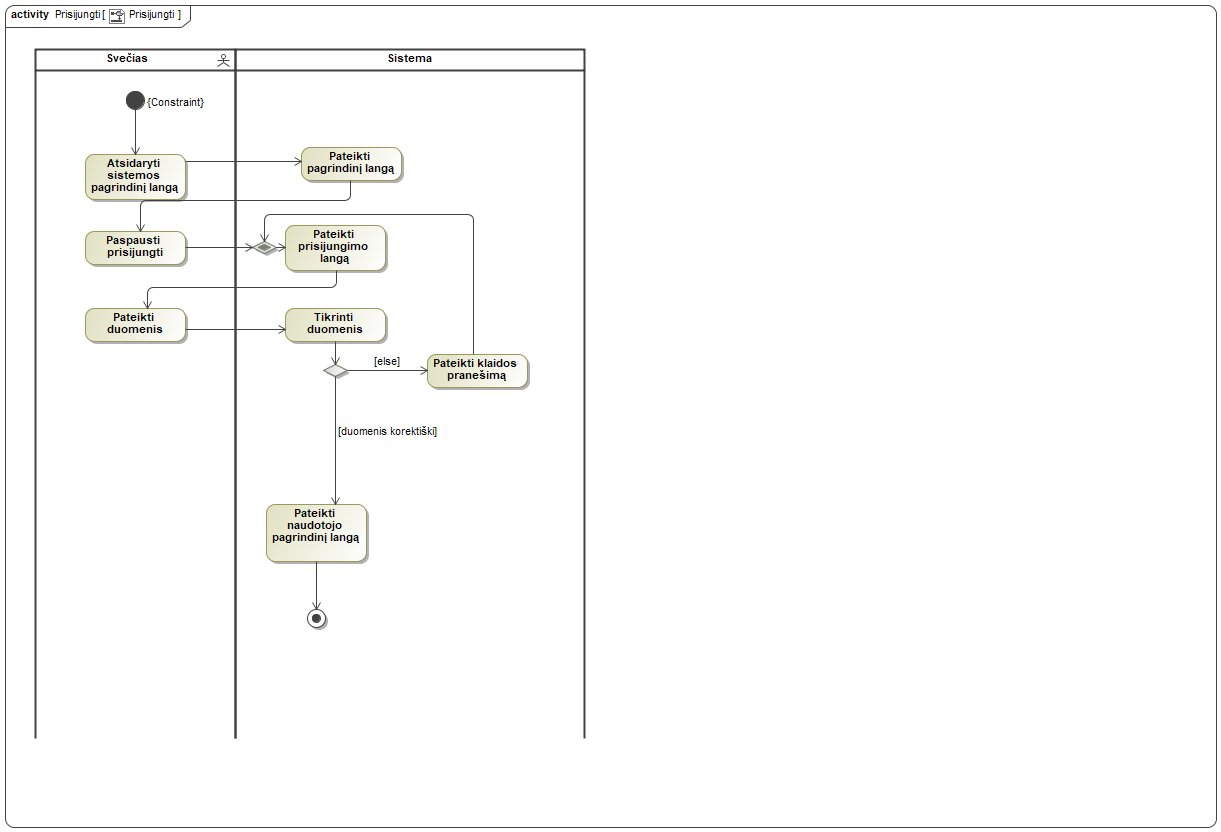 activity Prisijungti [ Prisijungti ]
Svečias
Sistema
{Constraint}
Atsidaryti
sistemos
pagrindinį langą
Pateikti
pagrindinį langą
Paspausti
prisijungti
Pateikti
prisijungimo
langą
Pateikti
duomenis
Tikrinti
duomenis
[else]
Pateikti klaidos
pranešimą
[duomenis korektiški]
Pateikti
naudotojo
pagrindinį langą